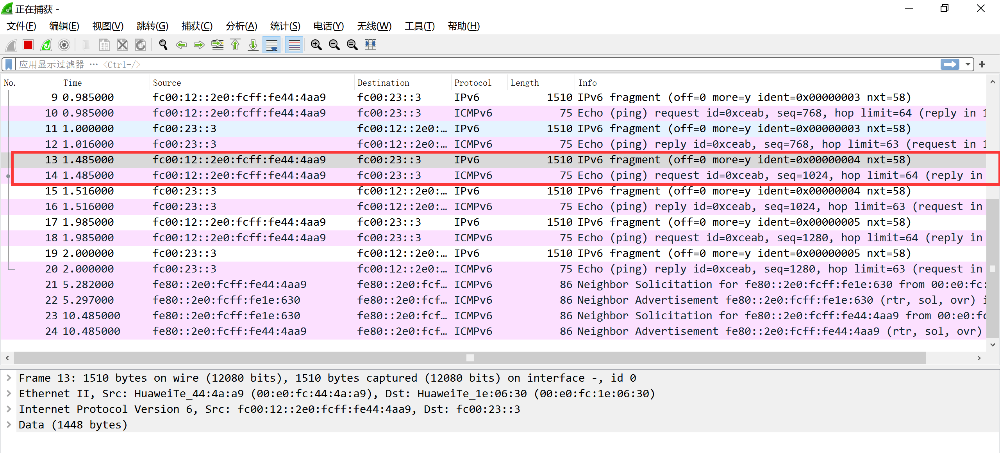 正在捕获 -
文件(F) 编辑(E) 视图(V) 跳转(G) 捕获(C) 分析(A) 统计(S) 电话(Y) 无线(W) 工具(T) 帮助(H)
应用显示过滤器 … <Ctrl-/>
No. Time Source Destination Protocol Length Info
9 0.985000 fc00:12::2e0:fcff:fe44:4aa9 fc00:23::3 IPv6 1510 IPv6 fragment (off=0 more=y ident=0x00000003 nxt=58)
10 0.985000 fc00:12::2e0:fcff:fe44:4aa9 fc00:23::3 ICMPv6 75 Echo (ping) request id=0xceab, seq=768, hop limit=64 (reply in 1
11 1.000000 fc00:23::3 fc00:12::2e0:… IPv6 1510 IPv6 fragment (off=0 more=y ident=0x00000003 nxt=58)
12 1.016000 fc00:23::3 fc00:12::2e0:… ICMPv6 75 Echo (ping) reply id=0xceab, seq=768, hop limit=63 (request in 1
13 1.485000 fc00:12::2e0:fcff:fe44:4aa9 fc00:23::3 IPv6 1510 IPv6 fragment (off=0 more=y ident=0x00000004 nxt=58)
14 1.485000 fc00:12::2e0:fcff:fe44:4aa9 fc00:23::3 ICMPv6 75 Echo (ping) request id=0xceab, seq=1024, hop limit=64 (reply in
15 1.516000 fc00:23::3 fc00:12::2e0:… IPv6 1510 IPv6 fragment (off=0 more=y ident=0x00000004 nxt=58)
16 1.516000 fc00:23::3 fc00:12::2e0:… ICMPv6 75 Echo (ping) reply id=0xceab, seq=1024, hop limit=63 (request in
17 1.985000 fc00:12::2e0:fcff:fe44:4aa9 fc00:23::3 IPv6 1510 IPv6 fragment (off=0 more=y ident=0x00000005 nxt=58)
18 1.985000 fc00:12::2e0:fcff:fe44:4aa9 fc00:23::3 ICMPv6 75 Echo (ping) request id=0xceab, seq=1280, hop limit=64 (reply in
19 2.000000 fc00:23::3 fc00:12::2e0:… IPv6 1510 IPv6 fragment (off=0 more=y ident=0x00000005 nxt=58)
20 2.000000 fc00:23::3 fc00:12::2e0:… ICMPv6 75 Echo (ping) reply id=0xceab, seq=1280, hop limit=63 (request in
21 5.282000 fe80::2e0:fcff:fe44:4aa9 fe80::2e0:fcf… ICMPv6 86 Neighbor Solicitation for fe80::2e0:fcff:fe1e:630 from 00:e0:fc:
22 5.297000 fe80::2e0:fcff:fe1e:630 fe80::2e0:fcf… ICMPv6 86 Neighbor Advertisement fe80::2e0:fcff:fe1e:630 (rtr, sol, ovr) i
23 10.485000 fe80::2e0:fcff:fe1e:630 fe80::2e0:fcf… ICMPv6 86 Neighbor Solicitation for fe80::2e0:fcff:fe44:4aa9 from 00:e0:fc
24 10.485000 fe80::2e0:fcff:fe44:4aa9 fe80::2e0:fcf… ICMPv6 86 Neighbor Advertisement fe80::2e0:fcff:fe44:4aa9 (rtr, sol, ovr)
Frame 13: 1510 bytes on wire (12080 bits), 1510 bytes captured (12080 bits) on interface -, id 0
Ethernet II, Src: HuaweiTe_44:4a:a9 (00:e0:fc:44:4a:a9), Dst: HuaweiTe_1e:06:30 (00:e0:fc:1e:06:30)
Internet Protocol Version 6, Src: fc00:12::2e0:fcff:fe44:4aa9, Dst: fc00:23::3
Data (1448 bytes)